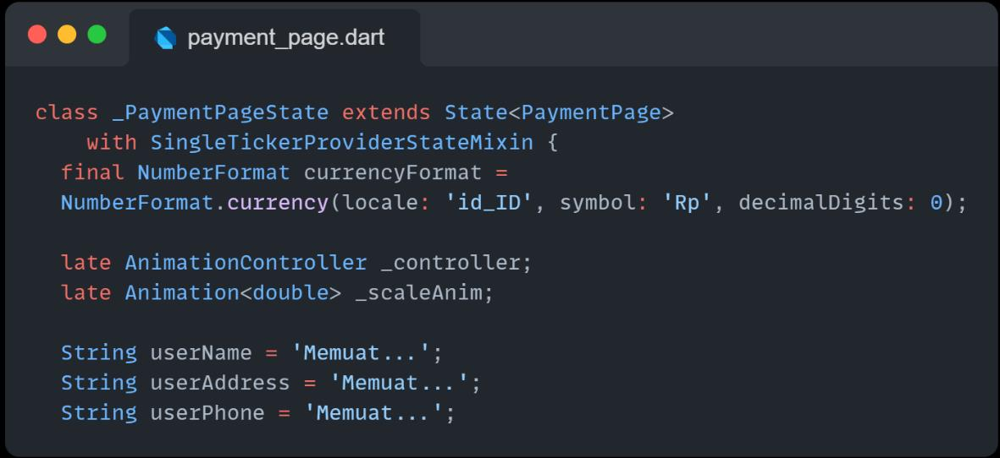 payment_page.dart
class _PaymentPageState extends State<PaymentPage>
    with SingleTickerProviderStateMixin {
  final NumberFormat currencyFormat =
  NumberFormat.currency(locale: 'id_ID', symbol: 'Rp', decimalDigits: 0);

  late AnimationController _controller;
  late Animation<double> _scaleAnim;

  String userName = 'Memuat...';
  String userAddress = 'Memuat...';
  String userPhone = 'Memuat...';